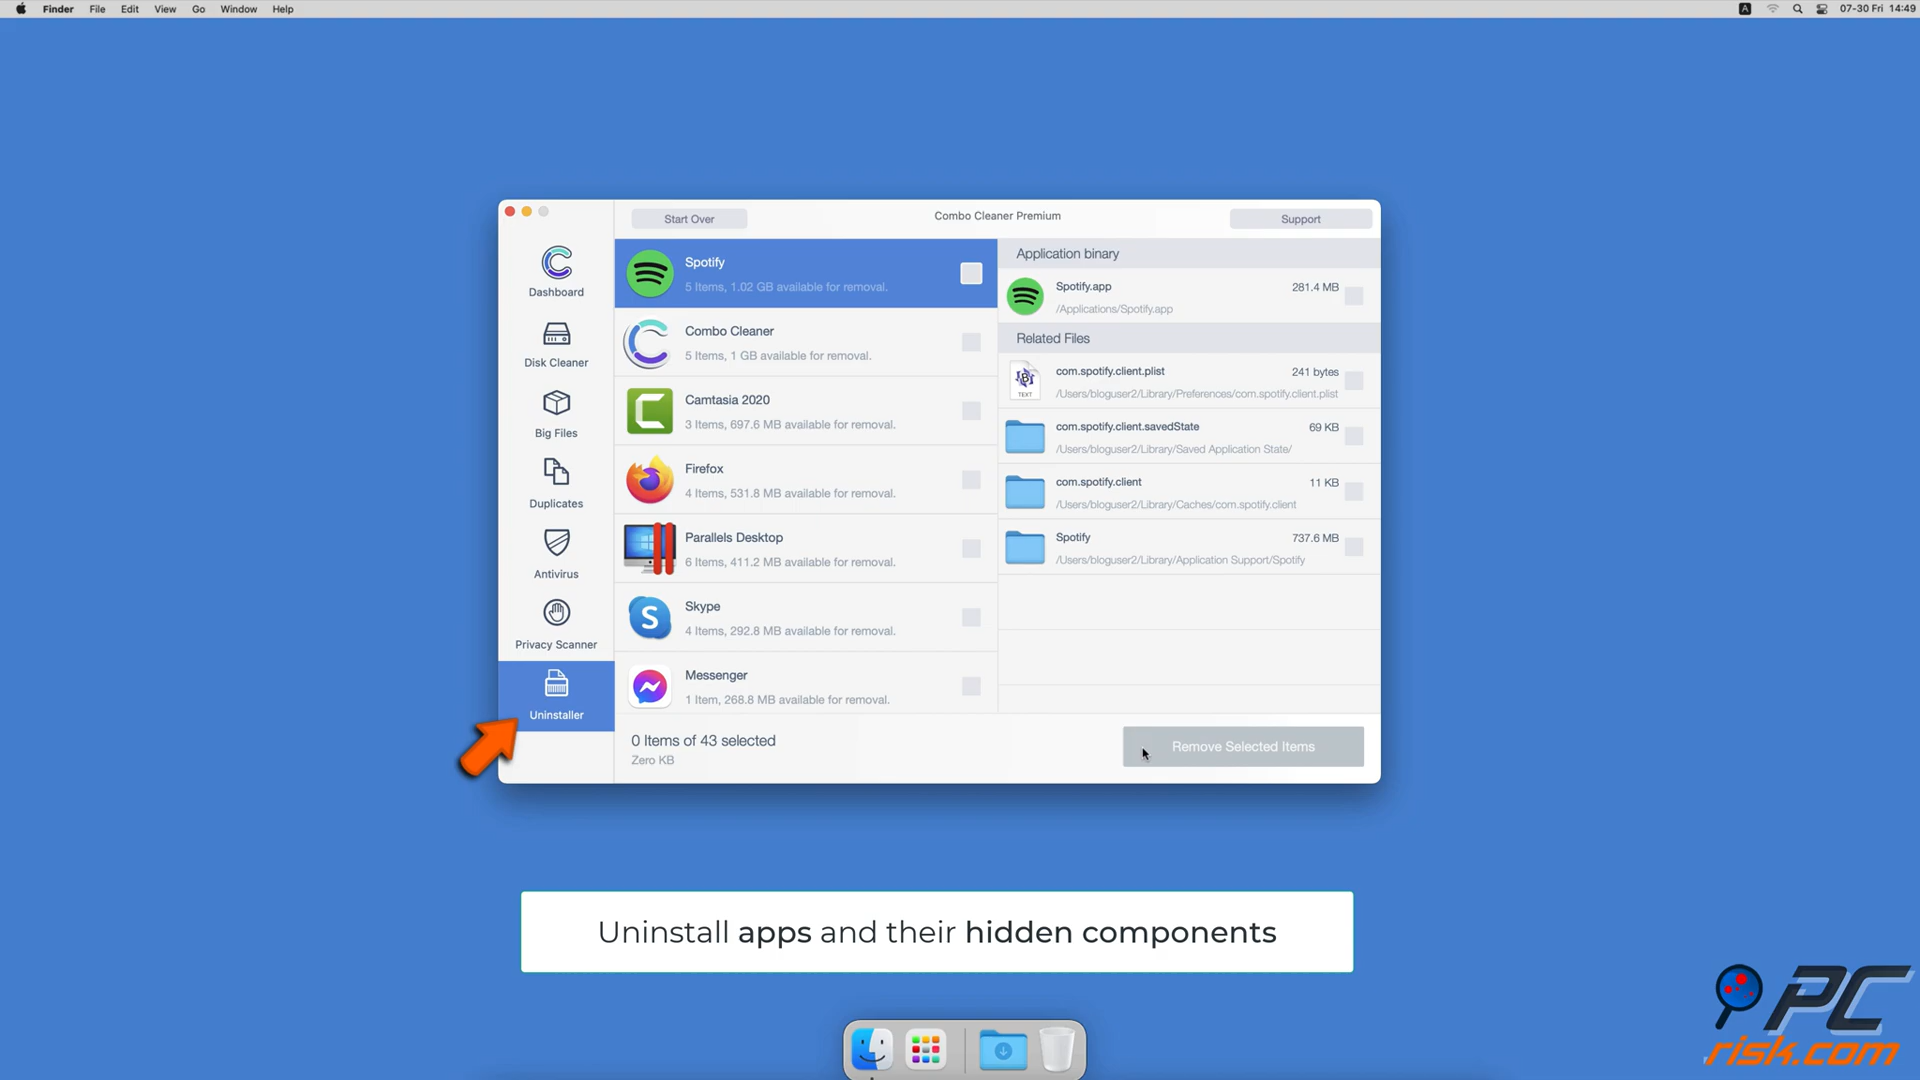 Finder File Edit View Go Window Help
A 07-30 Fri 14:49
Start Over
Combo Cleaner Premium
Support
Dashboard
Disk Cleaner
Big Files
Duplicates
Antivirus
Privacy Scanner
Uninstaller
Spotify
5 Items, 1.02 GB available for removal.
Combo Cleaner
5 Items, 1 GB available for removal.
Camtasia 2020
3 Items, 697.6 MB available for removal.
Firefox
4 Items, 531.8 MB available for removal.
Parallels Desktop
6 Items, 411.2 MB available for removal.
Skype
4 Items, 292.8 MB available for removal.
Messenger
1 Item, 268.8 MB available for removal.
Application binary
Spotify.app 281.4 MB
/Applications/Spotify.app
Related Files
TEXT
com.spotify.client.plist 241 bytes
/Users/bloguser2/Library/Preferences/com.spotify.client.plist
com.spotify.client.savedState 69 KB
/Users/bloguser2/Library/Saved Application State/
com.spotify.client 11 KB
/Users/bloguser2/Library/Caches/com.spotify.client
Spotify 737.6 MB
/Users/bloguser2/Library/Application Support/Spotify
0 Items of 43 selected
Zero KB
Remove Selected Items
Uninstall apps and their hidden components
PC
risk.com